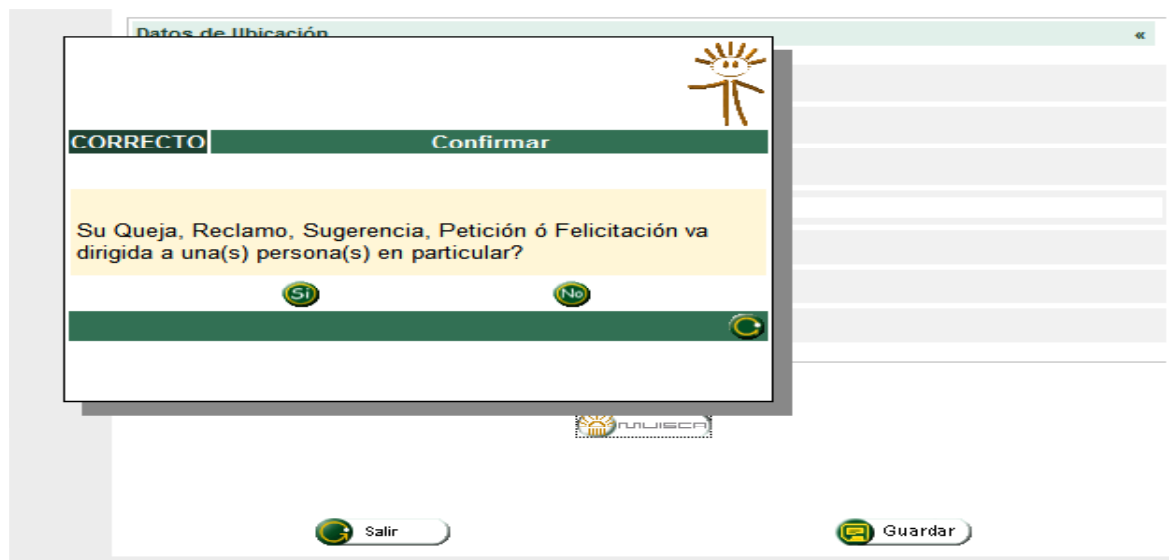 Datos de Ubicación «
CORRECTO Confirmar
Su Queja, Reclamo, Sugerencia, Petición ó Felicitación va
dirigida a una(s) persona(s) en particular?
Si No
MUISCA
Salir Guardar